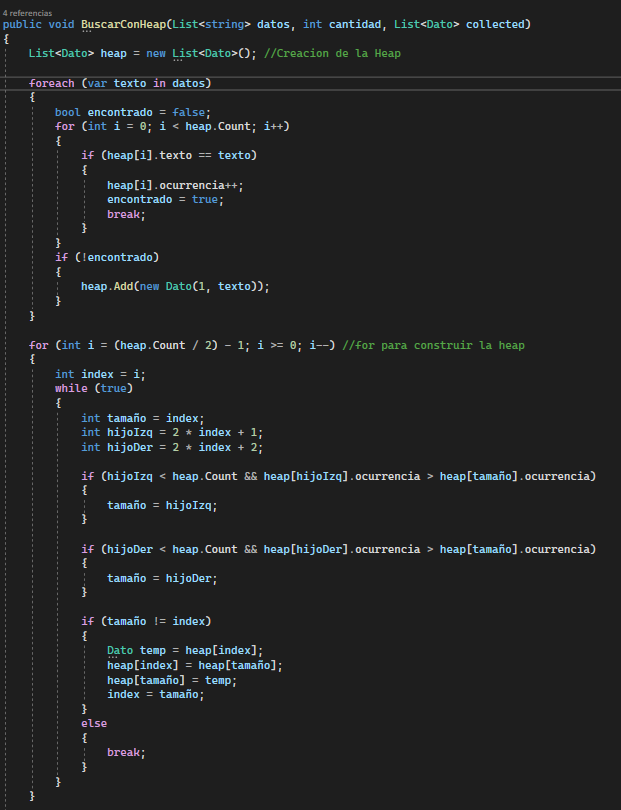 4 referencias
public void BuscarConHeap(List<string> datos, int cantidad, List<Dato> collected)
{
List<Dato> heap = new List<Dato>(); //Creacion de la Heap
foreach (var texto in datos)
{
bool encontrado = false;
for (int i = 0; i < heap.Count; i++)
{
if (heap[i].texto == texto)
{
heap[i].ocurrencia++;
encontrado = true;
break;
}
}
if (!encontrado)
{
heap.Add(new Dato(1, texto));
}
}
for (int i = (heap.Count / 2) - 1; i >= 0; i--) //for para construir la heap
{
int index = i;
while (true)
{
int tamaño = index;
int hijoIzq = 2 * index + 1;
int hijoDer = 2 * index + 2;
if (hijoIzq < heap.Count && heap[hijoIzq].ocurrencia > heap[tamaño].ocurrencia)
{
tamaño = hijoIzq;
}
if (hijoDer < heap.Count && heap[hijoDer].ocurrencia > heap[tamaño].ocurrencia)
{
tamaño = hijoDer;
}
if (tamaño != index)
{
Dato temp = heap[index];
heap[index] = heap[tamaño];
heap[tamaño] = temp;
index = tamaño;
}
else
{
break;
}
}
}